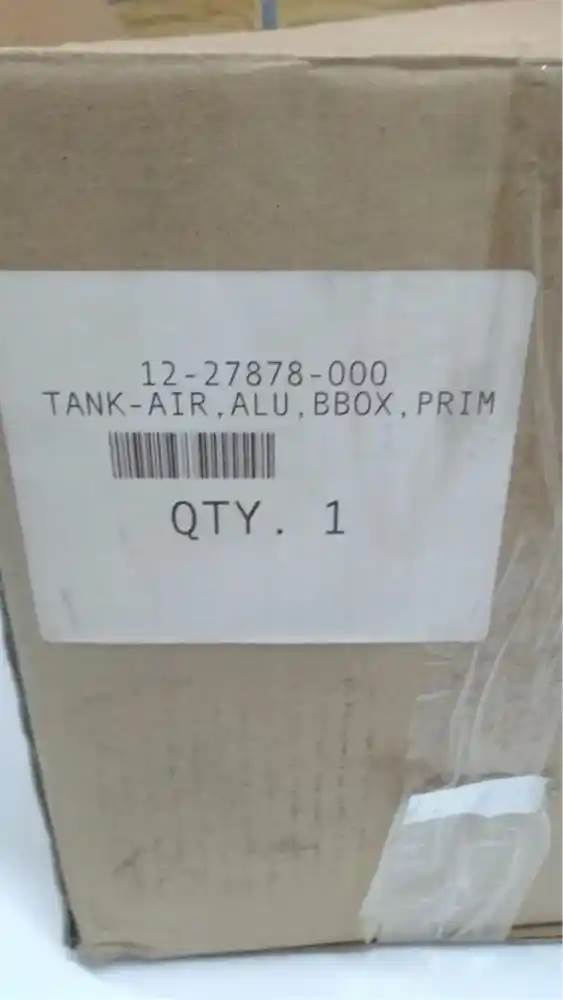 12-27878-000
TANK-AIR,ALU,BBOX,PRIM
QTY. 1